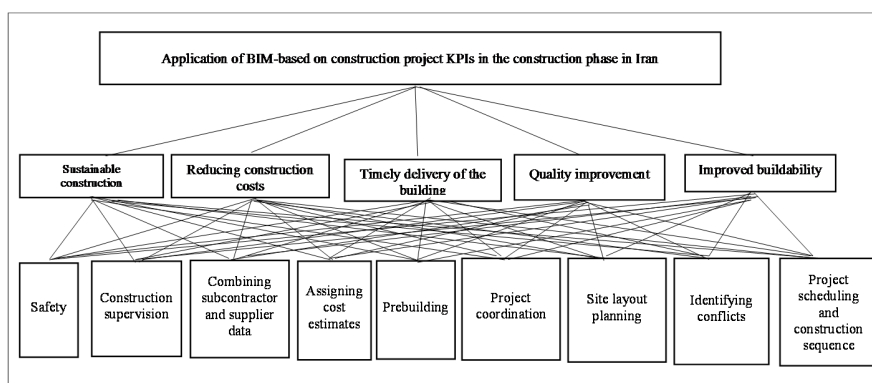 Application of BIM-based on construction project KPIs in the construction phase in Iran
Sustainable
construction
Reducing construction
costs
Timely delivery of the
building
Quality improvement
Improved buildability
Safety
Construction
supervision
Combining
subcontractor
and supplier
data
Assigning
cost
estimates
Prebuilding
Project
coordination
Site layout
planning
Identifying
conflicts
Project
scheduling
and
construction
sequence